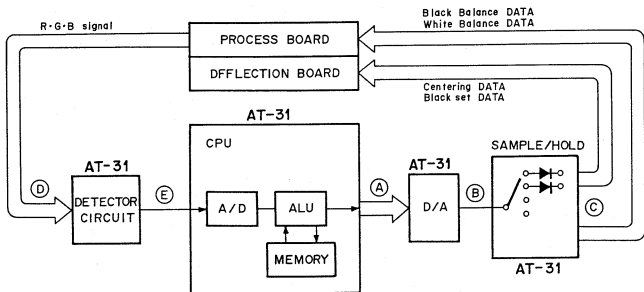 R·G·B signal
PROCESS BOARD
DFFLECTION BOARD
Black Balance DATA
White Balance DATA
Centering DATA
Black set DATA
AT-31
CPU
SAMPLE/HOLD
AT-31
AT-31
D
DETECTOR
CIRCUIT
E
A/D
ALU
MEMORY
A
D/A
B
C
AT-31